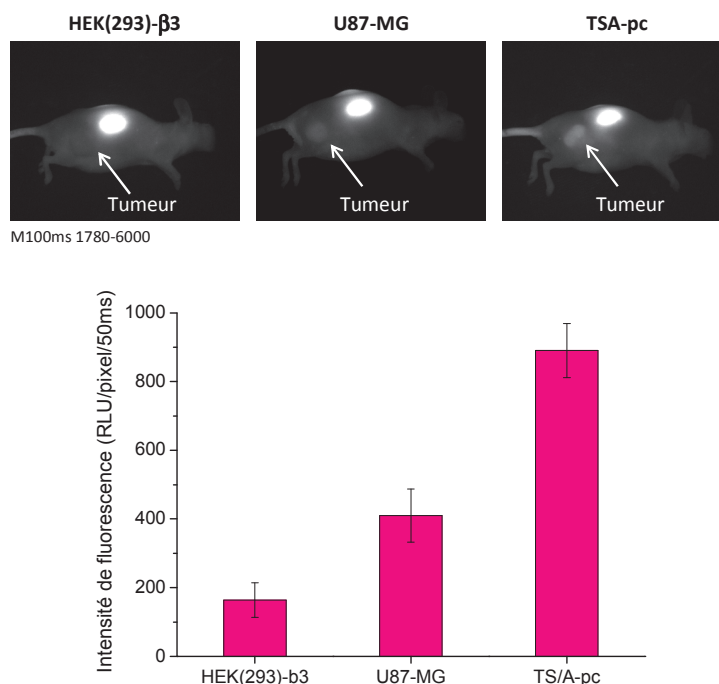 HEK(293)-β3 U87-MG TSA-pc
Tumeur Tumeur Tumeur
M100ms 1780-6000
Intensité de fluorescence (RLU/pixel/50ms)
1000
800
600
400
200
0
HEK(293)-b3 U87-MG TS/A-pc